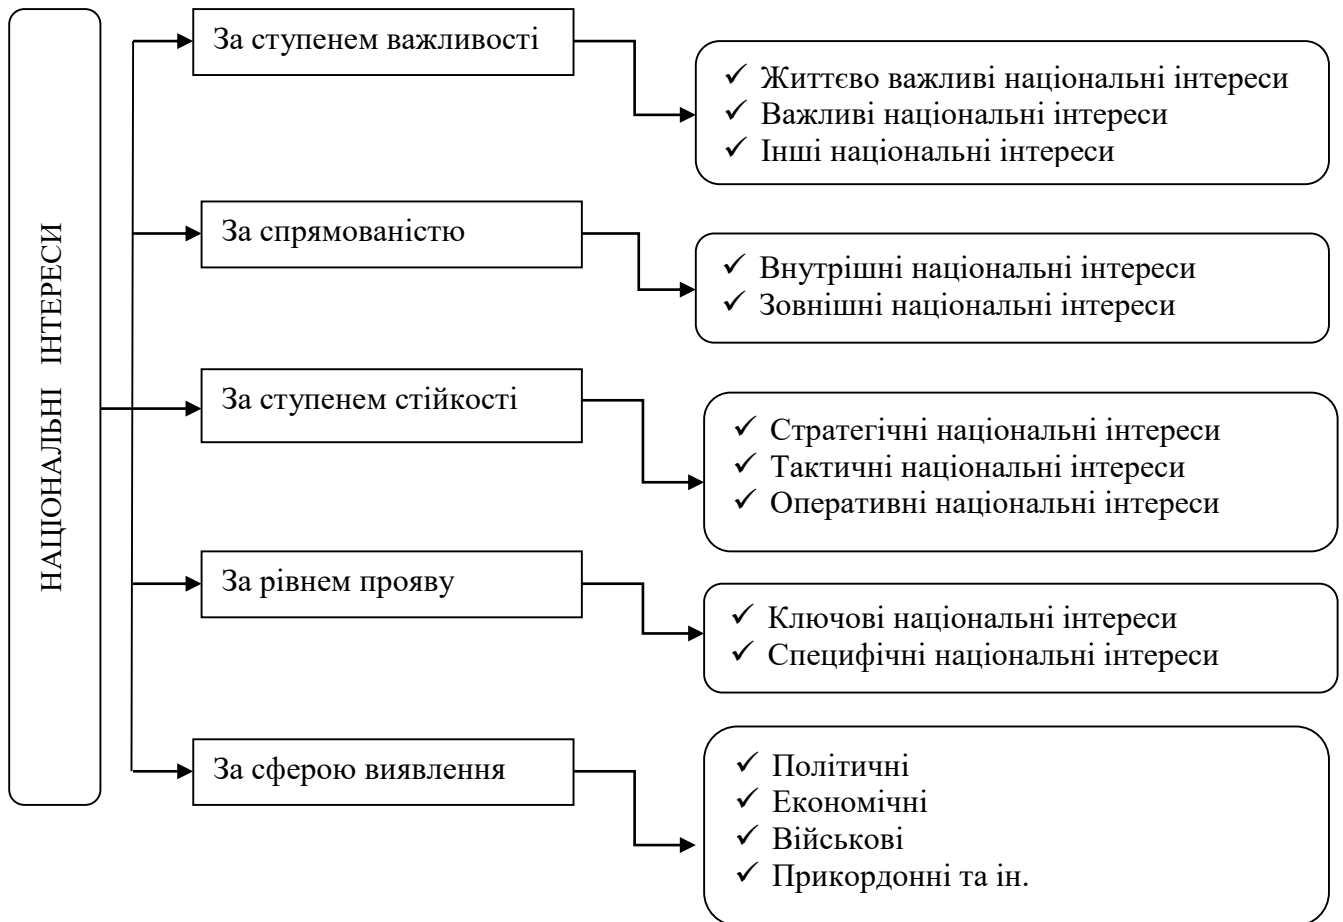 НАЦІОНАЛЬНІ ІНТЕРЕСИ
За ступенем важливості
✓ Життєво важливі національні інтереси
✓ Важливі національні інтереси
✓ Інші національні інтереси
За спрямованістю
✓ Внутрішні національні інтереси
✓ Зовнішні національні інтереси
За ступенем стійкості
✓ Стратегічні національні інтереси
✓ Тактичні національні інтереси
✓ Оперативні національні інтереси
За рівнем прояву
✓ Ключові національні інтереси
✓ Специфічні національні інтереси
За сферою виявлення
✓ Політичні
✓ Економічні
✓ Військові
✓ Прикордонні та ін.